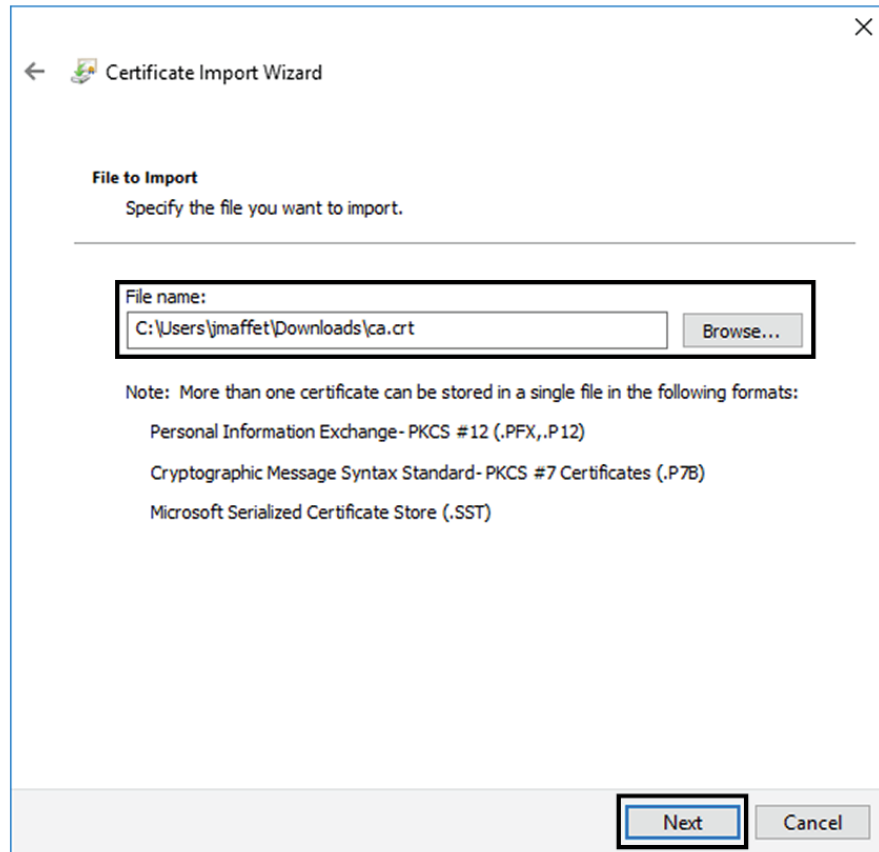 Certificate Import Wizard
File to Import
Specify the file you want to import.
File name:
C:\Users\jmaffet\Downloads\ca.crt
Browse...
Note:  More than one certificate can be stored in a single file in the following formats:
Personal Information Exchange- PKCS #12 (.PFX,.P12)
Cryptographic Message Syntax Standard- PKCS #7 Certificates (.P7B)
Microsoft Serialized Certificate Store (.SST)
Next
Cancel